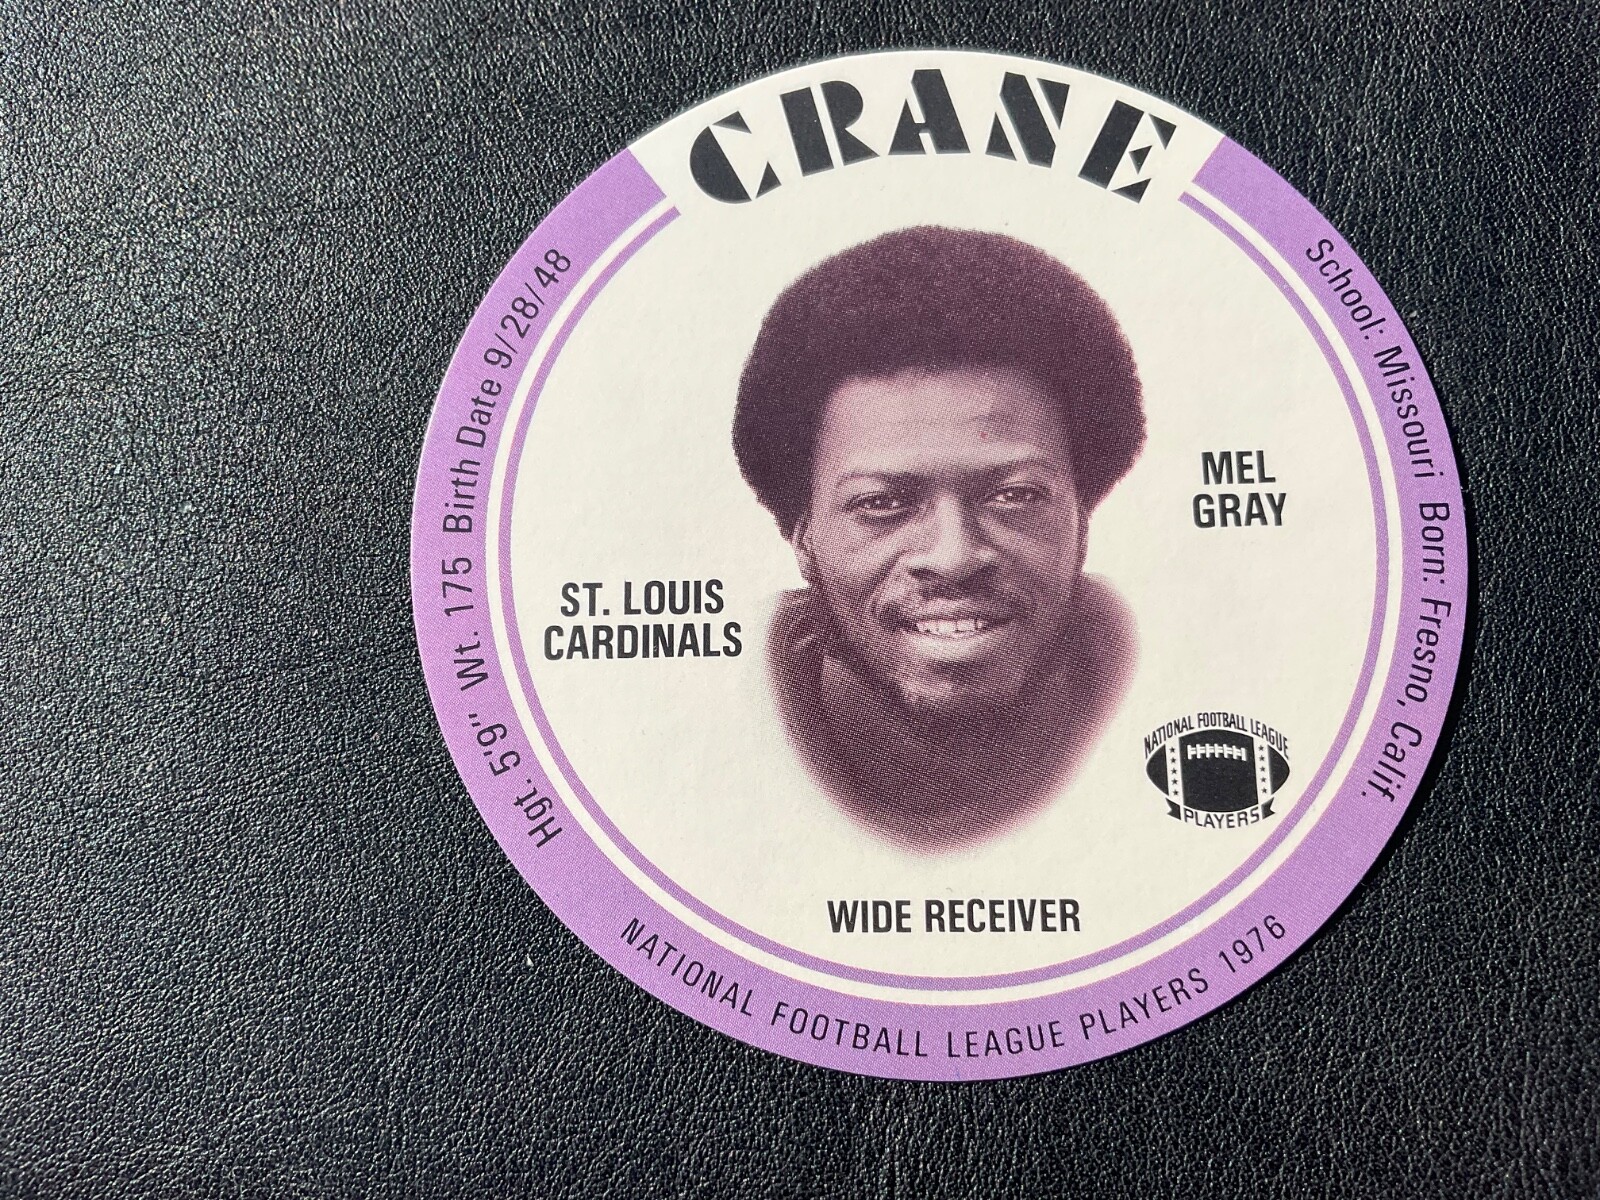 CRANE
Hgt. 5'9" Wt. 175 Birth Date 9/28/48
School: Missouri Born: Fresno, Calif.
MEL
GRAY
ST. LOUIS
CARDINALS
NATIONAL FOOTBALL LEAGUE
PLAYERS
WIDE RECEIVER
NATIONAL FOOTBALL LEAGUE PLAYERS 1976